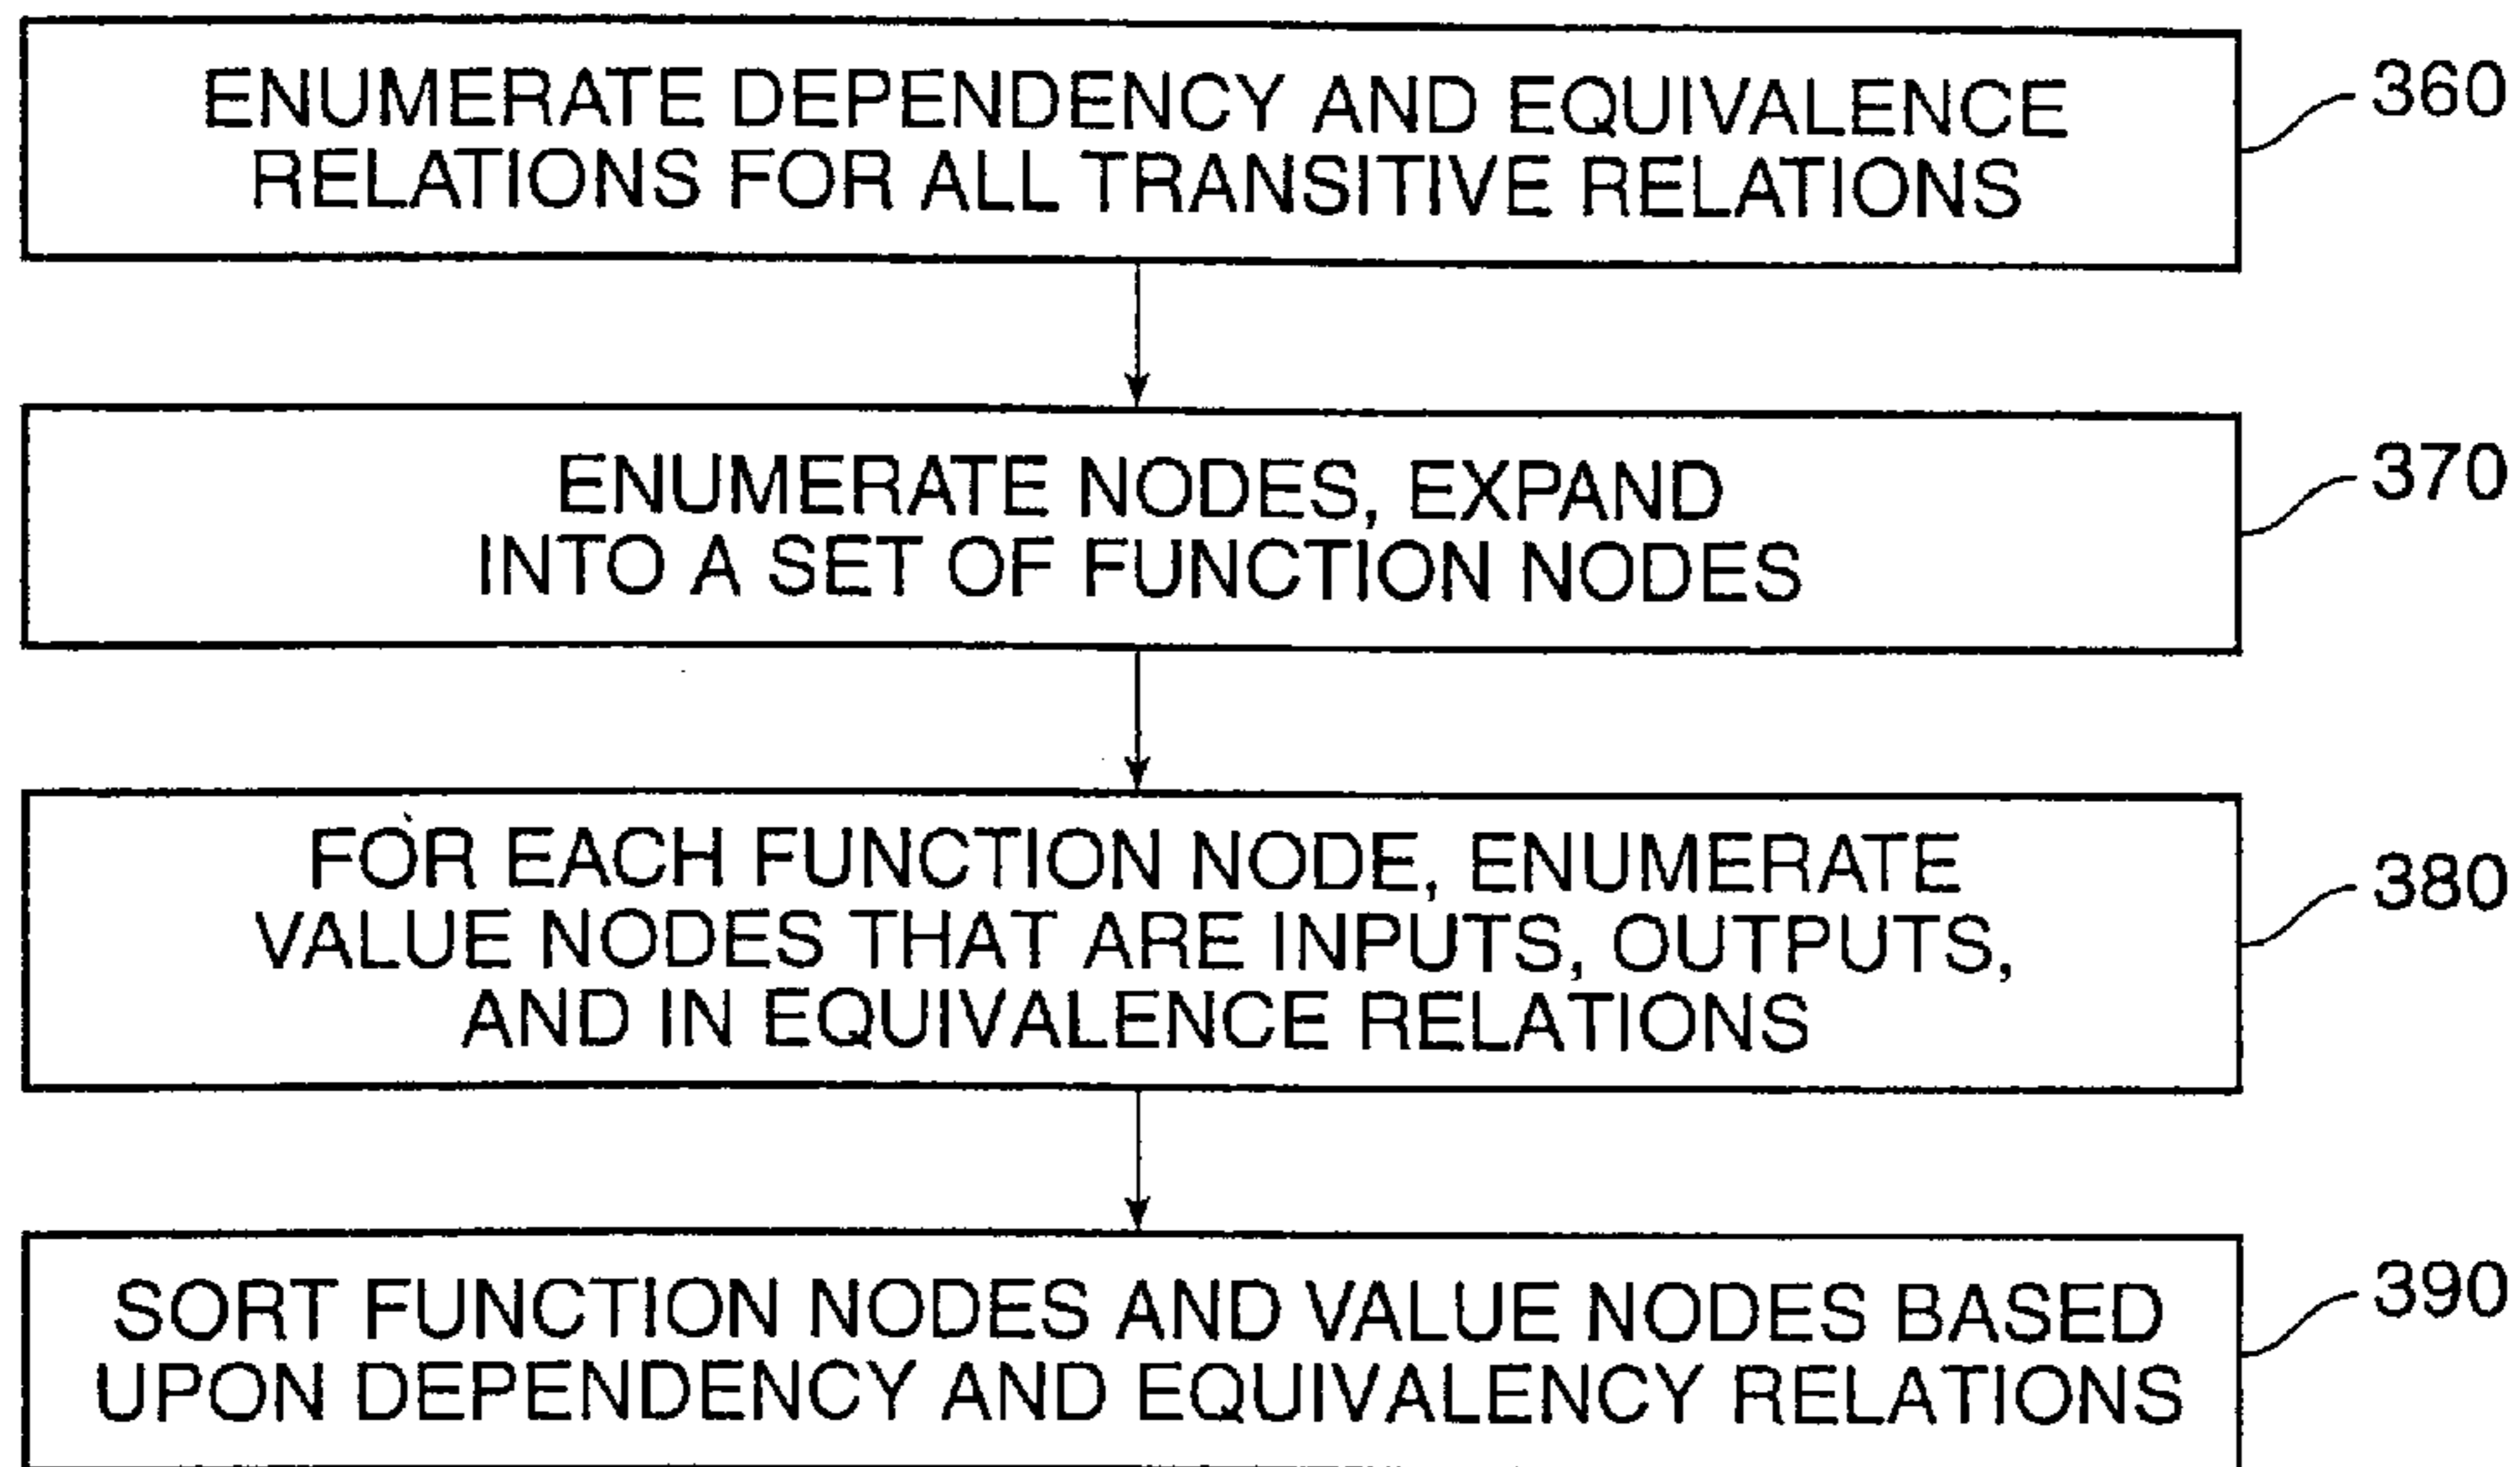 ENUMERATE DEPENDENCY AND EQUIVALENCE
RELATIONS FOR ALL TRANSITIVE RELATIONS
360
ENUMERATE NODES, EXPAND
INTO A SET OF FUNCTION NODES
370
FOR EACH FUNCTION NODE, ENUMERATE
VALUE NODES THAT ARE INPUTS, OUTPUTS,
AND IN EQUIVALENCE RELATIONS
380
SORT FUNCTION NODES AND VALUE NODES BASED
UPON DEPENDENCY AND EQUIVALENCY RELATIONS
390